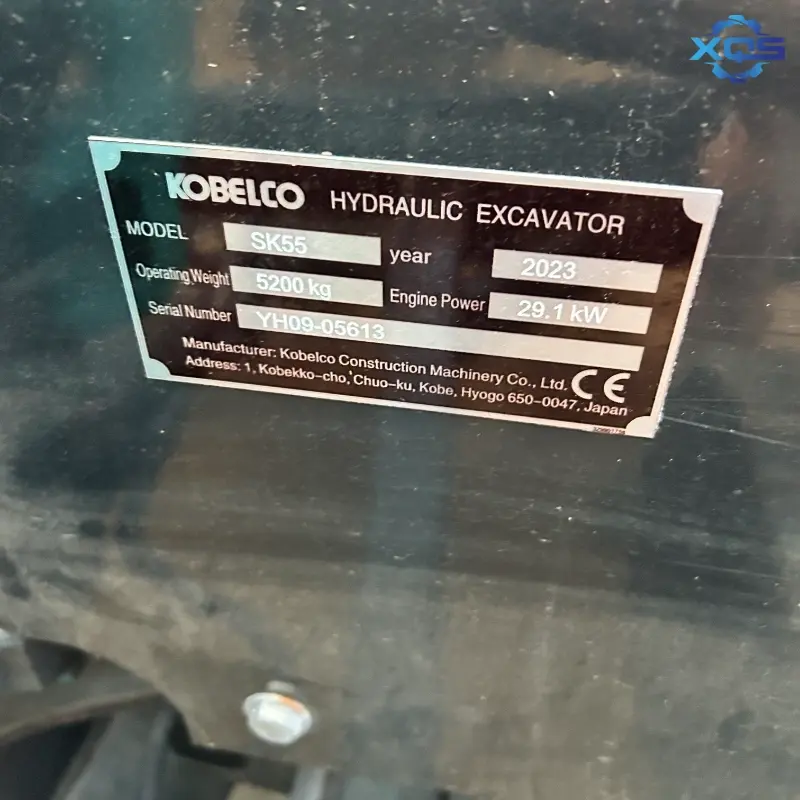 XQS
KOBELCO HYDRAULIC EXCAVATOR
MODEL SK55 year 2023
Operating Weight 5200 kg Engine Power 29.1 kW
Serial Number YH09-05613
Manufacturer: Kobelco Construction Machinery Co., Ltd. CE
Address: 1, Kobekko-cho, Chuo-ku, Kobe, Hyogo 650-0047, Japan